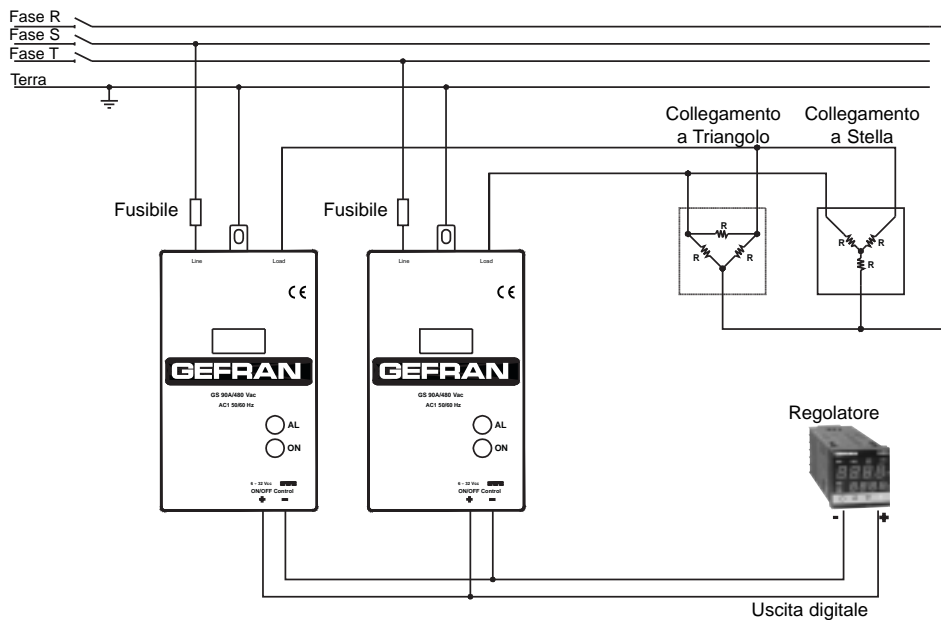 Fase R
Fase S
Fase T
Terra
Collegamento
a Triangolo
Collegamento
a Stella
Fusibile
Fusibile
R
R
R
R
R
R
Line
Load
Line
Load
CE
CE
GEFRAN
GEFRAN
GS 90A/480 Vac
AC1 50/60 Hz
GS 90A/480 Vac
AC1 50/60 Hz
AL
ON
AL
ON
Regolatore
6 - 32 Vcc
ON/OFF Control
+ -
6 - 32 Vcc
ON/OFF Control
+ -
- +
Uscita digitale